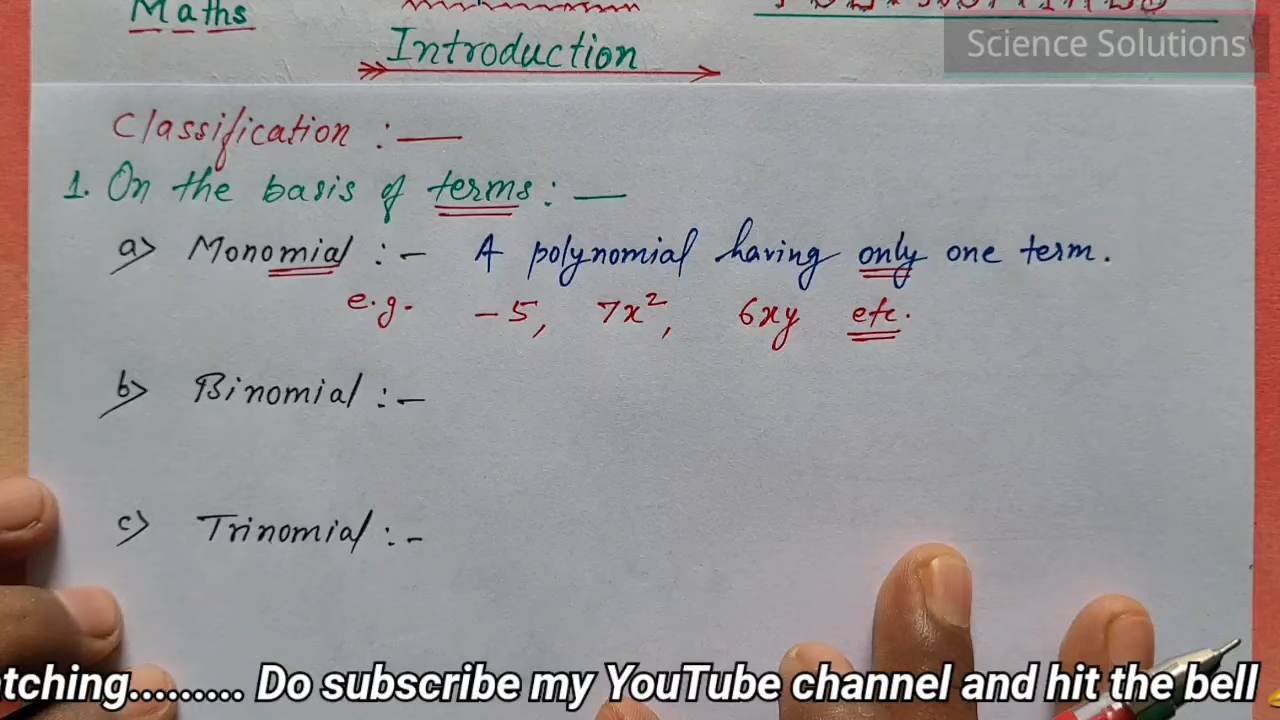 Maths
Introduction
Science Solutions
Classification :—
1. On the basis of terms : —
a> Monomial :- A polynomial having only one term.
e.g. -5, 7x², 6xy etc.
b> Binomial :-
c> Trinomial :-
tching......... Do subscribe my YouTube channel and hit the bell